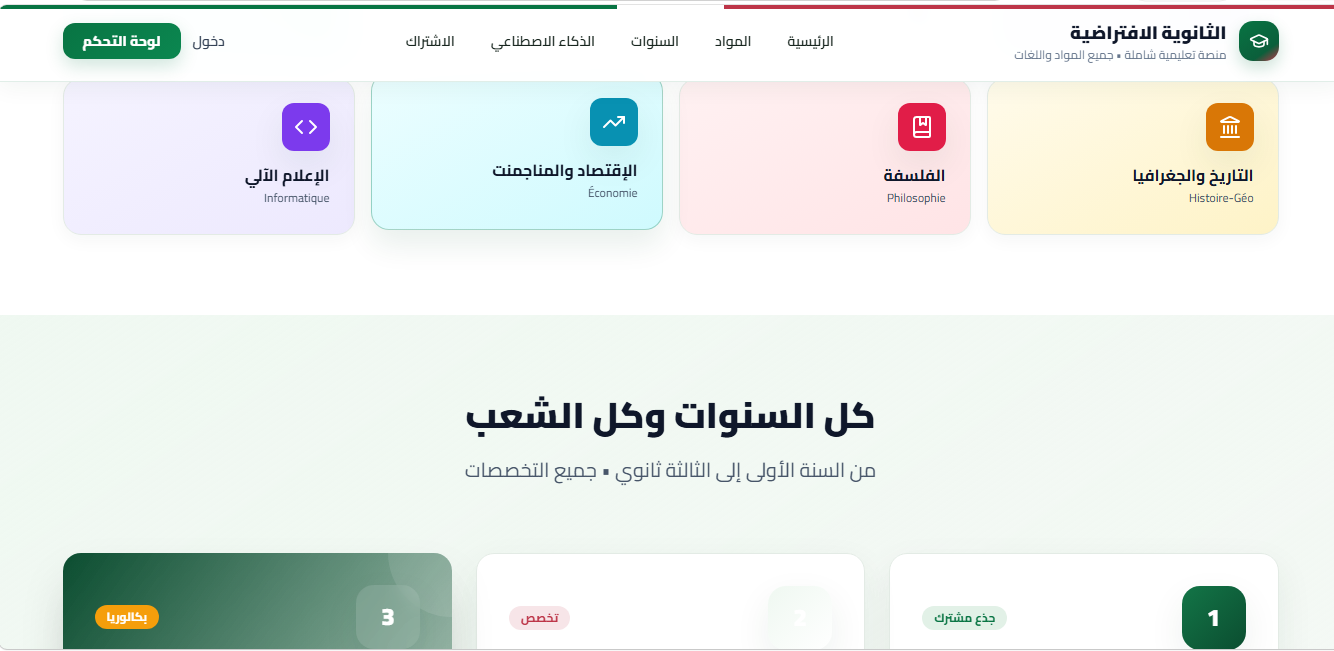 الثانوية الافتراضية
منصة تعليمية شاملة • جميع المواد واللغات
الرئيسية
المواد
السنوات
الذكاء الاصطناعي
الاشتراك
دخول
لوحة التحكم
التاريخ والجغرافيا
Histoire-Géo
الفلسفة
Philosophie
الإقتصاد والمناجمنت
Économie
الإعلام الآلي
Informatique
كل السنوات وكل الشعب
من السنة الأولى إلى الثالثة ثانوي • جميع التخصصات
1
جذع مشترك
2
تخصص
3
بكالوريا